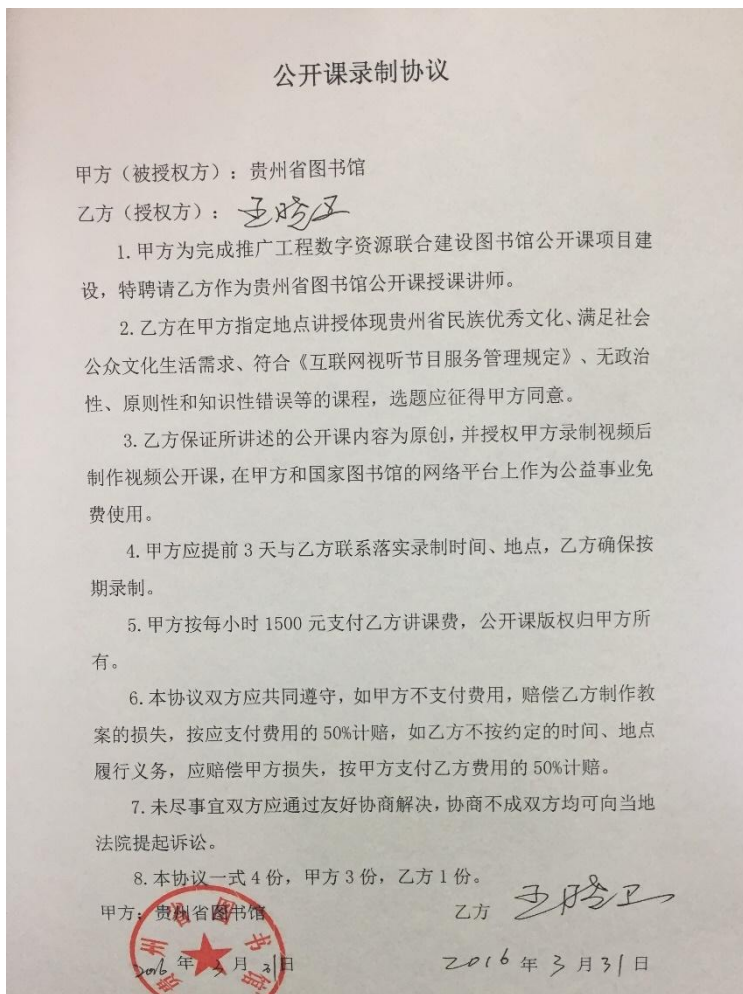 公开课录制协议
甲方（被授权方）：贵州省图书馆
乙方（授权方）：王晓卫
1.甲方为完成推广工程数字资源联合建设图书馆公开课项目建
设，特聘请乙方作为贵州省图书馆公开课授课讲师。
2.乙方在甲方指定地点讲授体现贵州省民族优秀文化、满足社会
公众文化生活需求、符合《互联网视听节目服务管理规定》、无政治
性、原则性和知识性错误等的课程，选题应征得甲方同意。
3.乙方保证所讲述的公开课内容为原创，并授权甲方录制视频后
制作视频公开课，在甲方和国家图书馆的网络平台上作为公益事业免
费使用。
4.甲方应提前3天与乙方联系落实录制时间、地点，乙方确保按
期录制。
5.甲方按每小时1500元支付乙方讲课费，公开课版权归甲方所
有。
6.本协议双方应共同遵守，如甲方不支付费用，赔偿乙方制作教
案的损失，按应支付费用的50%计赔，如乙方不按约定的时间、地点
履行义务，应赔偿甲方损失，按甲方支付乙方费用的50%计赔。
7.未尽事宜双方应通过友好协商解决，协商不成双方均可向当地
法院提起诉讼。
8.本协议一式4份，甲方3份，乙方1份。
甲方：贵州省图书馆 乙方 王晓卫
2016年3月31日 2016年3月31日
贵州省图书馆